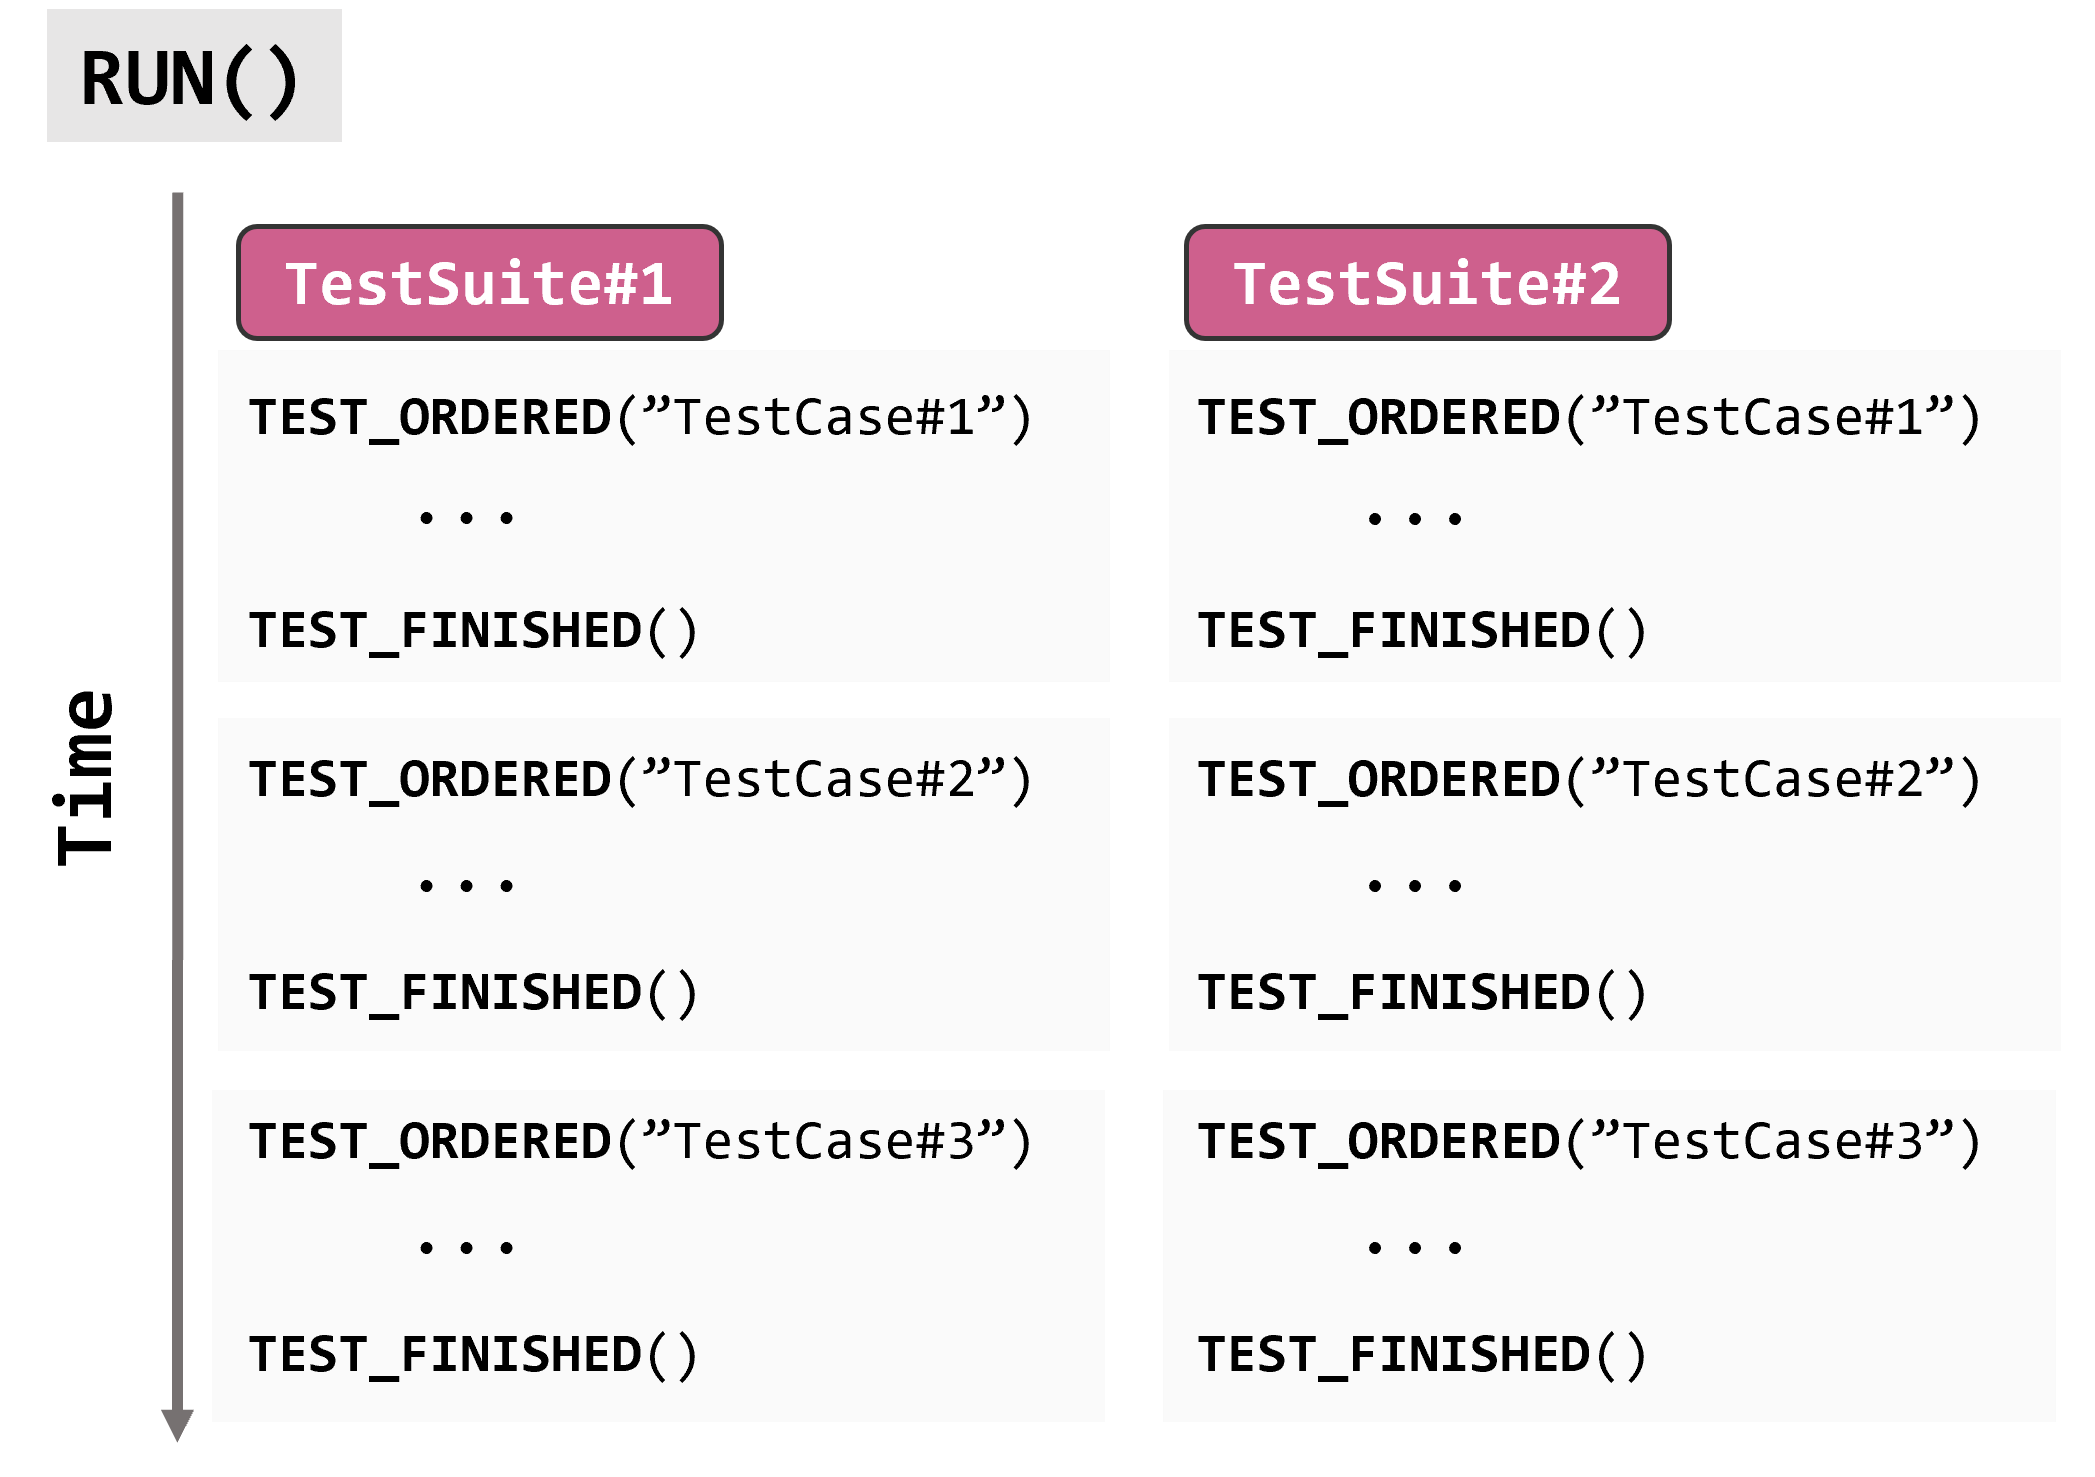 RUN()
Time
TestSuite#1
TEST_ORDERED(”TestCase#1”)
...
TEST_FINISHED()
TEST_ORDERED(”TestCase#2”)
...
TEST_FINISHED()
TEST_ORDERED(”TestCase#3”)
...
TEST_FINISHED()
TestSuite#2
TEST_ORDERED(”TestCase#1”)
...
TEST_FINISHED()
TEST_ORDERED(”TestCase#2”)
...
TEST_FINISHED()
TEST_ORDERED(”TestCase#3”)
...
TEST_FINISHED()